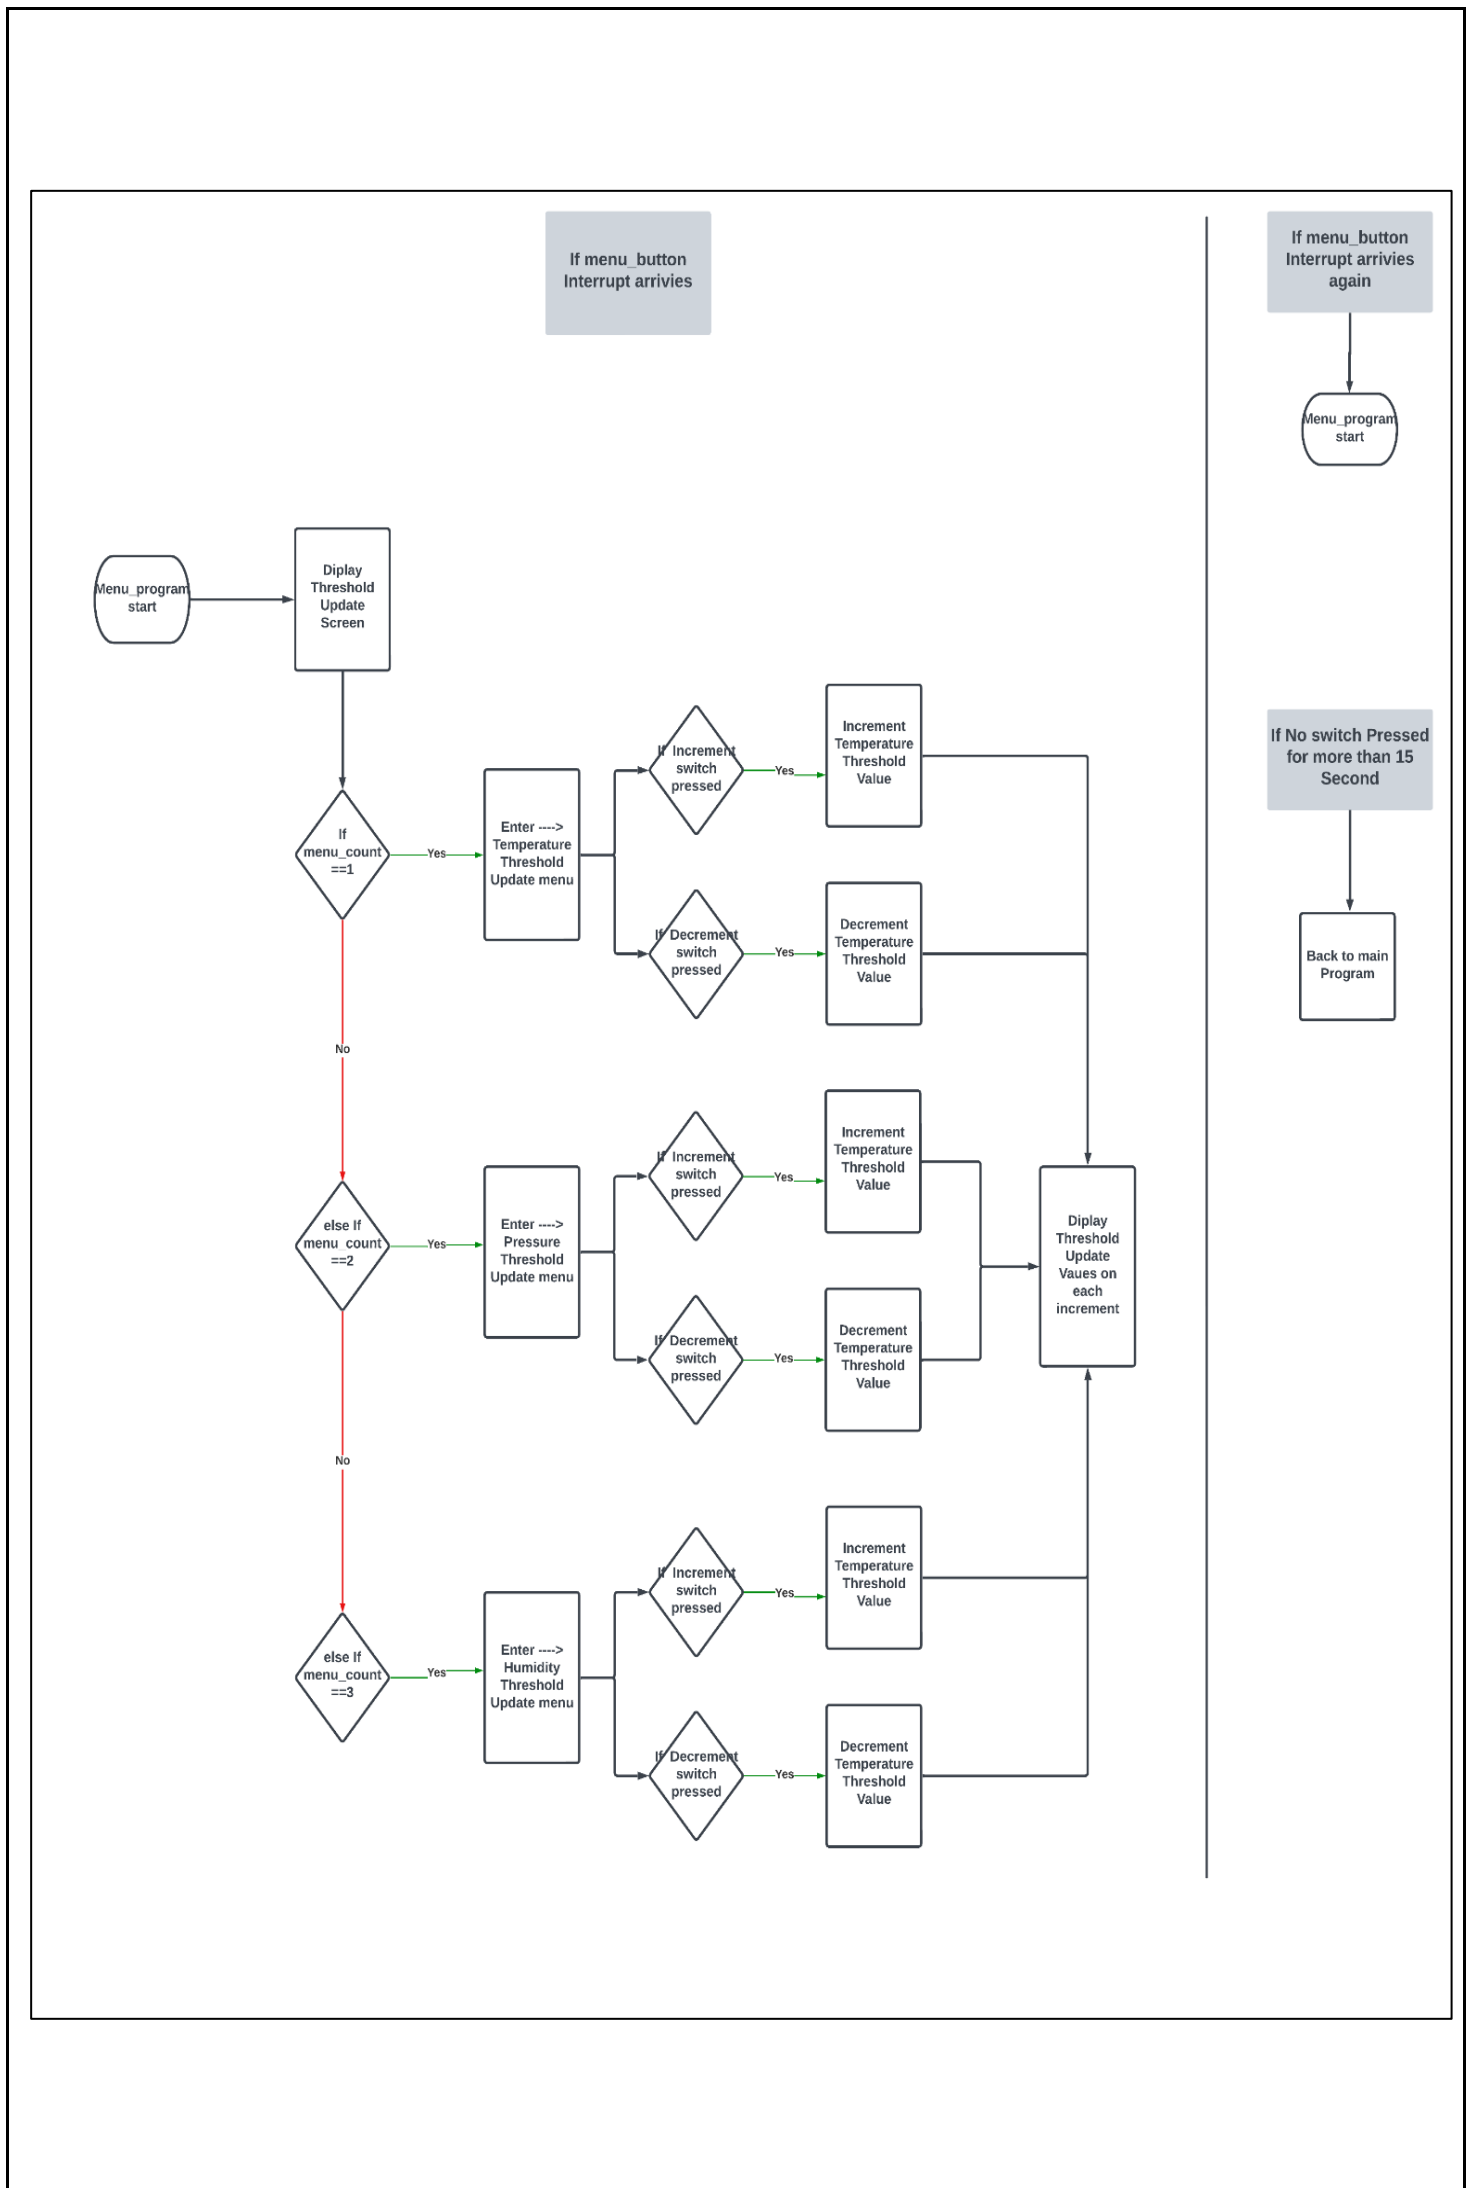 If menu_button
Interrupt arrivies
If menu_button
Interrupt arrivies
again
Menu_program
start
Menu_program
start
Diplay
Threshold
Update
Screen
If
menu_count
==1
Yes
Enter ---->
Temperature
Threshold
Update menu
If Increment
switch
pressed
Yes
Increment
Temperature
Threshold
Value
If Decrement
switch
pressed
Yes
Decrement
Temperature
Threshold
Value
If No switch Pressed
for more than 15
Second
Back to main
Program
No
else If
menu_count
==2
Yes
Enter ---->
Pressure
Threshold
Update menu
If Increment
switch
pressed
Yes
Increment
Temperature
Threshold
Value
If Decrement
switch
pressed
Yes
Decrement
Temperature
Threshold
Value
Diplay
Threshold
Update
Vaues on
each
increment
No
else If
menu_count
==3
Yes
Enter ---->
Humidity
Threshold
Update menu
If Increment
switch
pressed
Yes
Increment
Temperature
Threshold
Value
If Decrement
switch
pressed
Yes
Decrement
Temperature
Threshold
Value